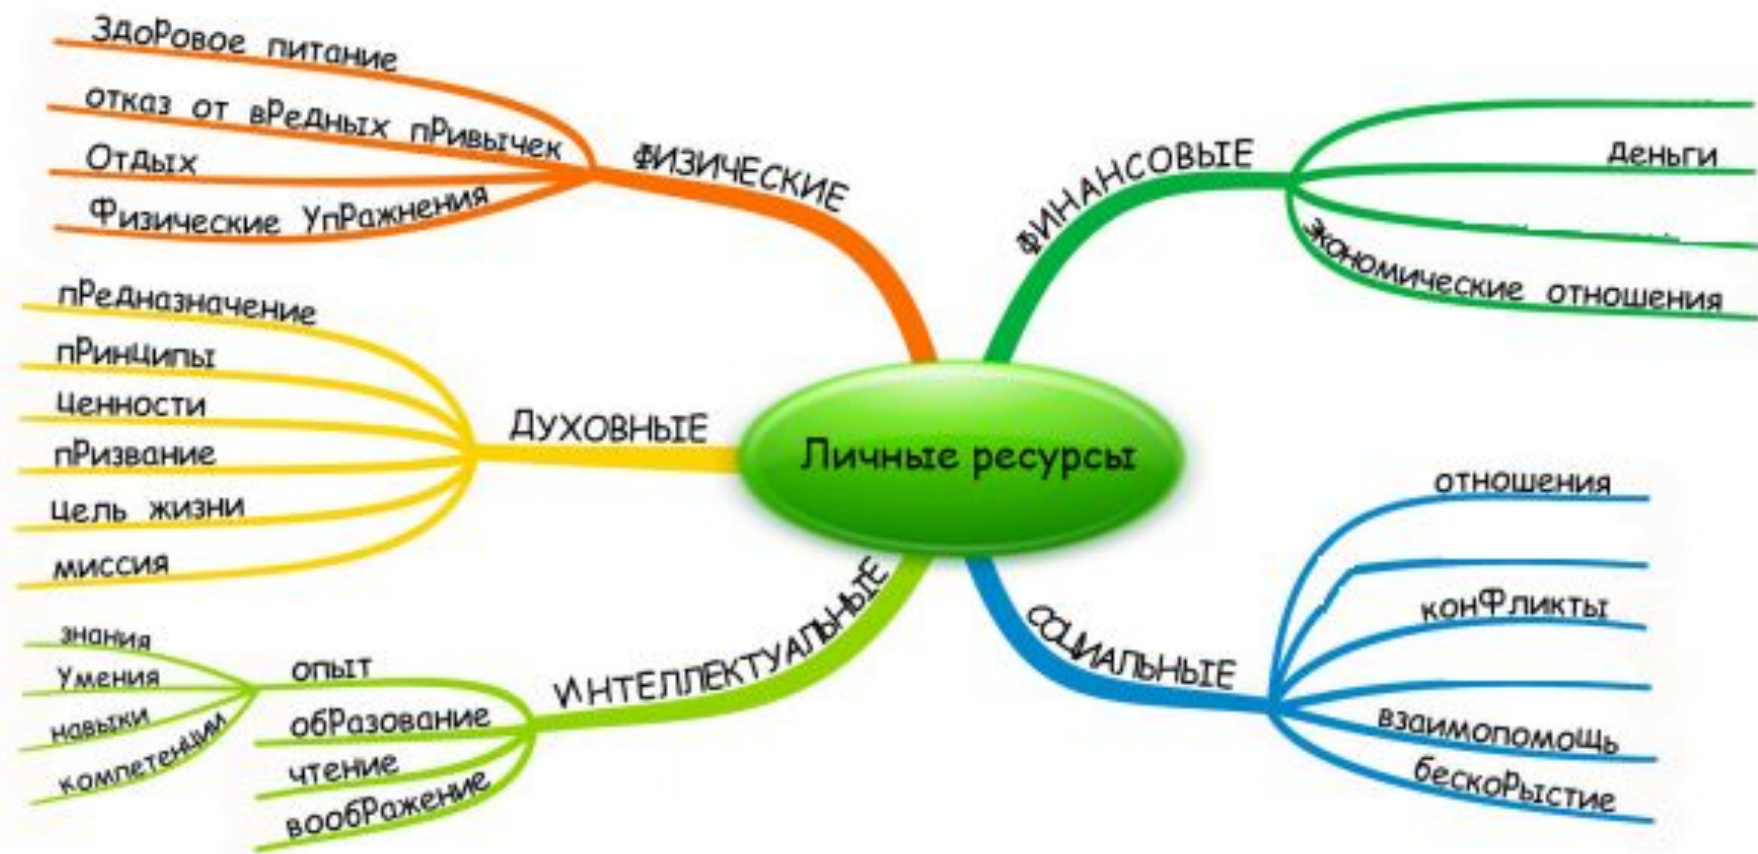 Здоровое питание
отказ от вредных привычек
Отдых
Физические упражнения
ФИЗИЧЕСКИЕ
ФИНАНСОВЫЕ
деньги
экономические отношения
предназначение
принципы
ценности
призвание
цель жизни
миссия
ДУХОВНЫЕ
Личные ресурсы
отношения
конфликты
взаимопомощь
бескорыстие
СОЦИАЛЬНЫЕ
ИНТЕЛЛЕКТУАЛЬНЫЕ
опыт
знания
умения
навыки
компетенции
образование
чтение
воображение